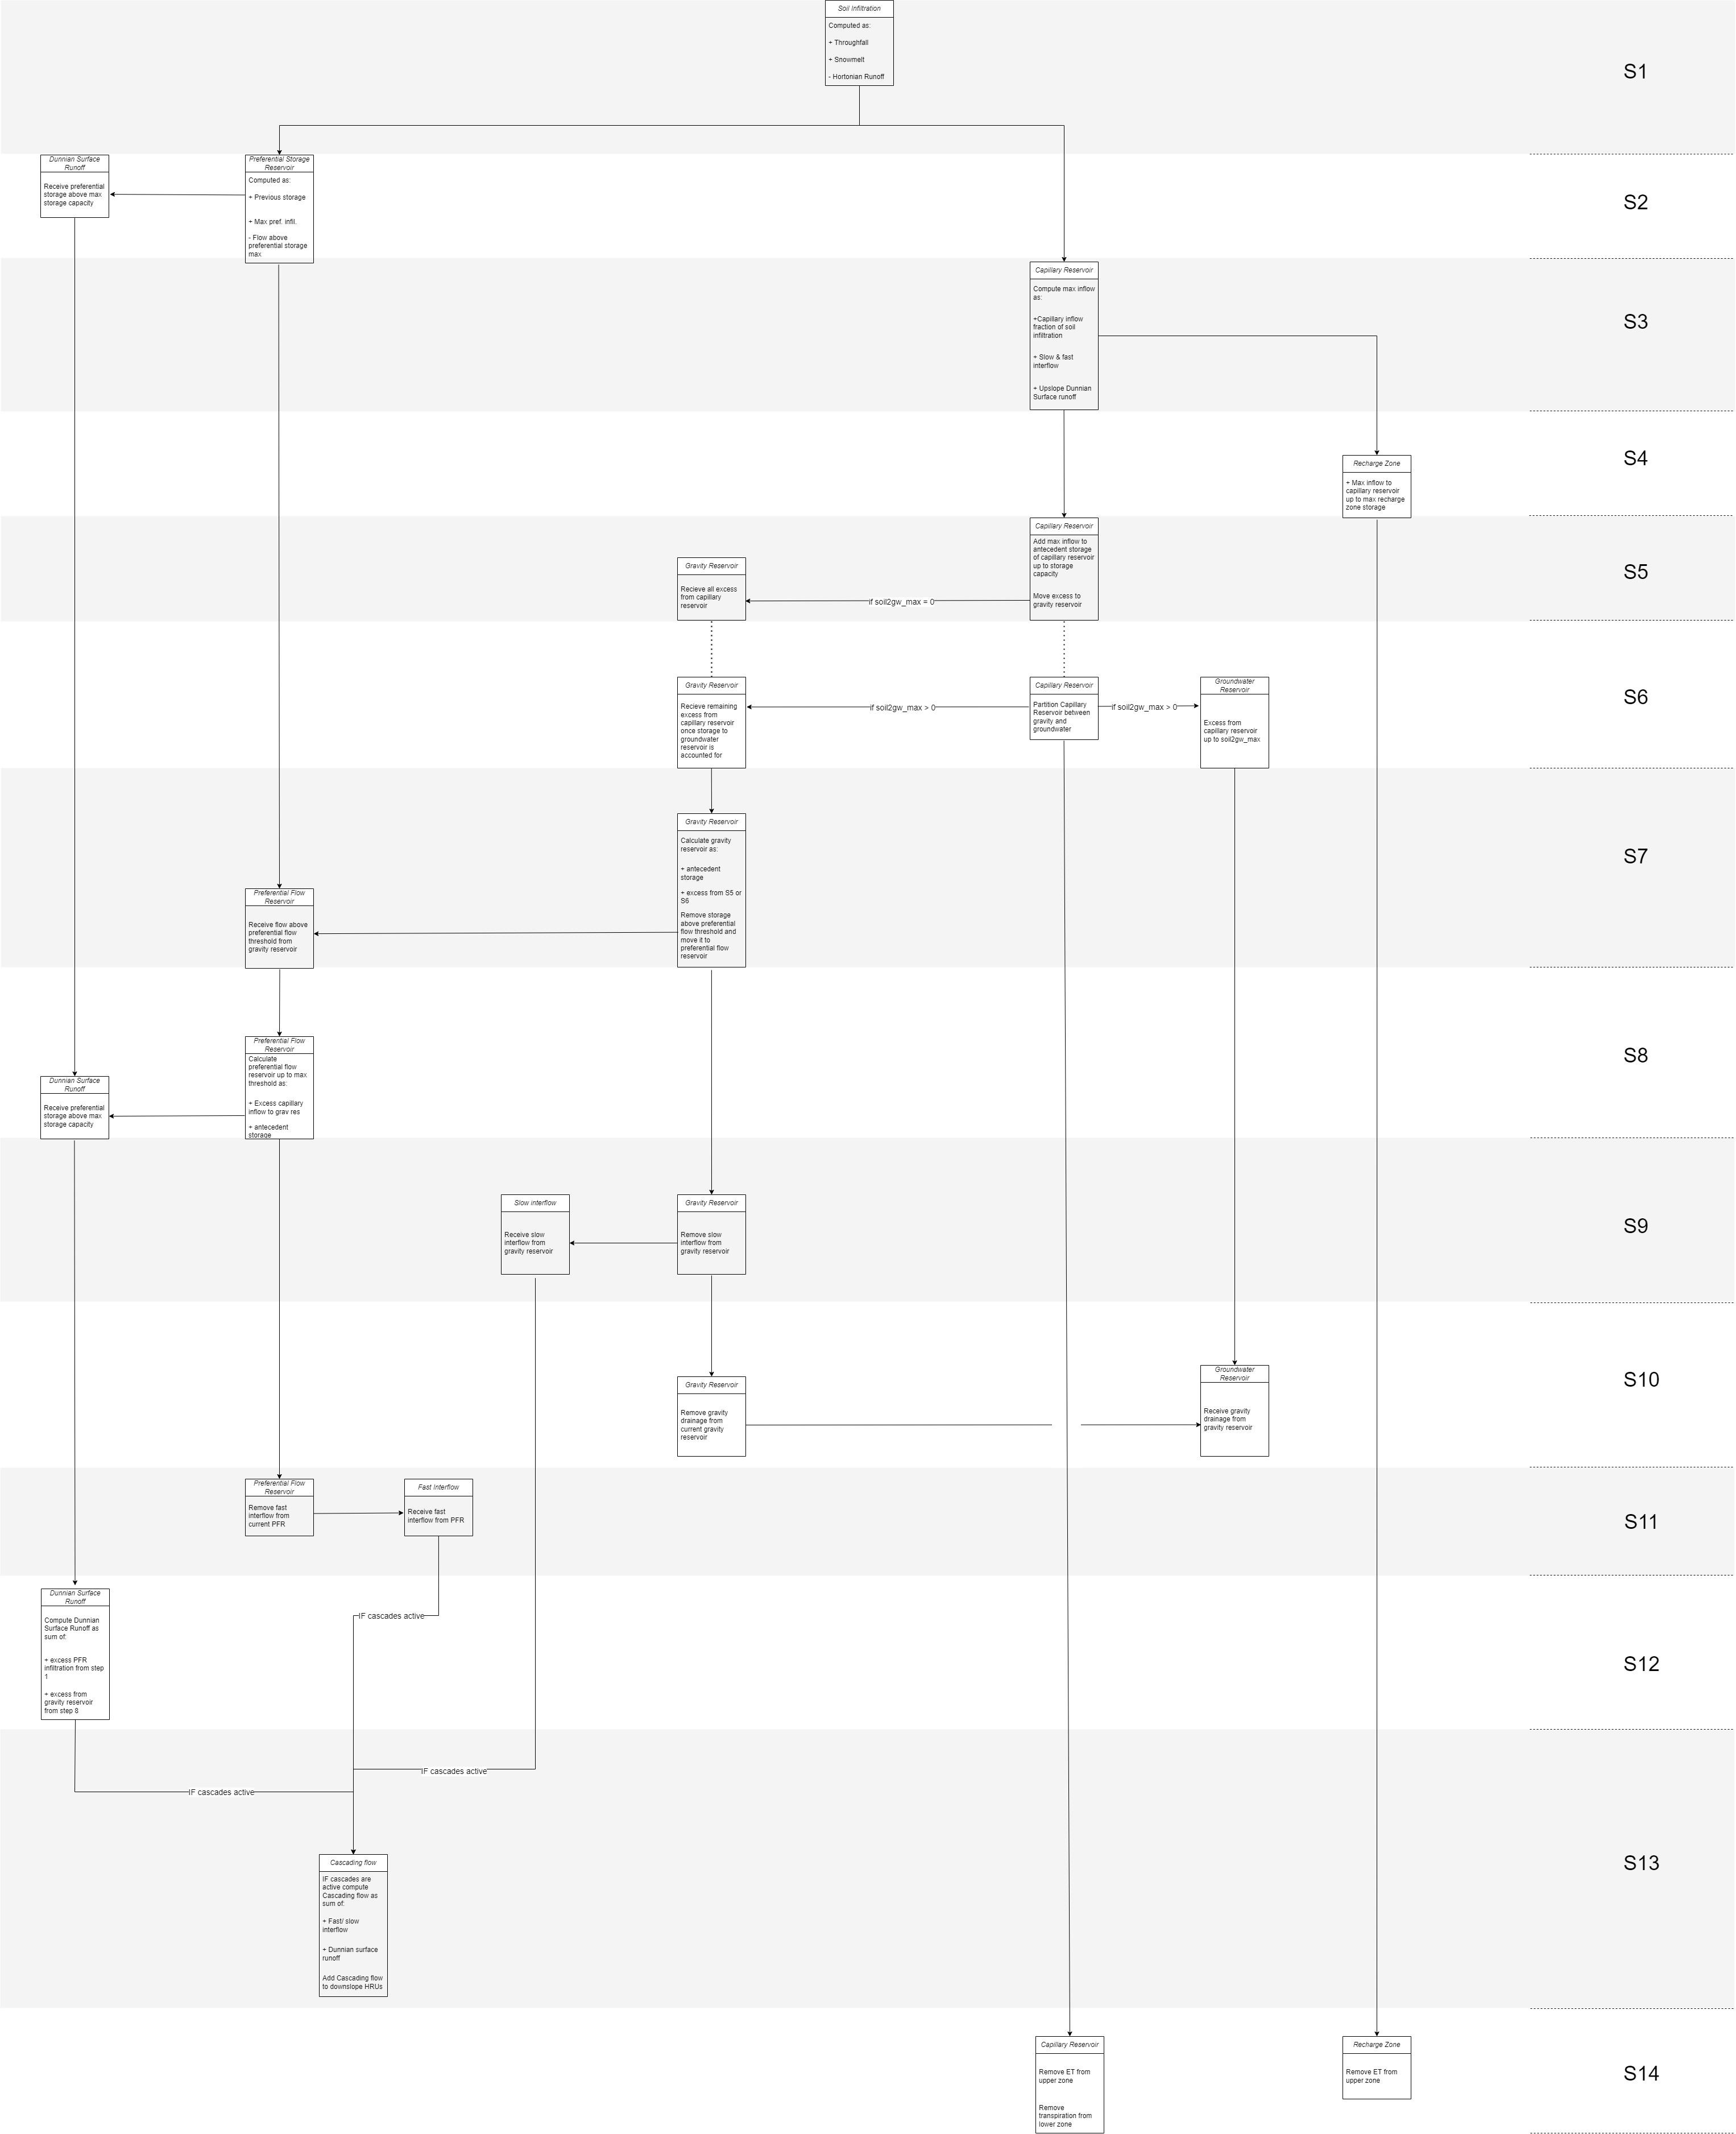 Soil Infiltration
Computed as:
+ Throughfall
+ Snowmelt
- Hortonian Runoff
S1
Dunnian Surface
Runoff
Receive preferential
storage above max
storage capacity
Preferential Storage
Reservoir
Computed as:
+ Previous storage
+ Max pref. infil.
- Flow above
preferential storage
max
S2
Capillary Reservoir
Compute max inflow
as:
+Capillary inflow
fraction of soil
infiltration
+ Slow & fast
interflow
+ Upslope Dunnian
Surface runoff
S3
Recharge Zone
+ Max inflow to
capillary reservoir
up to max recharge
zone storage
S4
Gravity Reservoir
Recieve all excess
from capillary
reservoir
if soil2gw_max = 0
Capillary Reservoir
Add max inflow to
antecedent storage
of capillary reservoir
up to storage
capacity
Move excess to
gravity reservoir
S5
Gravity Reservoir
Recieve remaining
excess from
capillary reservoir
once storage to
groundwater
reservoir is
accounted for
if soil2gw_max > 0
Capillary Reservoir
Partition Capillary
Reservoir between
gravity and
groundwater
if soil2gw_max > 0
Groundwater
Reservoir
Excess from
capillary reservoir
up to soil2gw_max
S6
Preferential Flow
Reservoir
Receive flow above
preferential flow
threshold from
gravity reservoir
Gravity Reservoir
Calculate gravity
reservoir as:
+ antecedent
storage
+ excess from S5 or
S6
Remove storage
above preferential
flow threshold and
move it to
preferential flow
reservoir
S7
Dunnian Surface
Runoff
Receive preferential
storage above max
storage capacity
Preferential Flow
Reservoir
Calculate
preferential flow
reservoir up to max
threshold as:
+ Excess capillary
inflow to grav res
+ antecedent
storage
S8
Slow interflow
Receive slow
interflow from
gravity reservoir
Gravity Reservoir
Remove slow
interflow from
gravity reservoir
S9
Gravity Reservoir
Remove gravity
drainage from
current gravity
reservoir
Groundwater
Reservoir
Receive gravity
drainage from
gravity reservoir
S10
Preferential Flow
Reservoir
Remove fast
interflow from
current PFR
Fast Interflow
Receive fast
interflow from PFR
S11
Dunnian Surface
Runoff
Compute Dunnian
Surface Runoff as
sum of:
+ excess PFR
infiltration from step
1
+ excess from
gravity reservoir
from step 8
IF cascades active
S12
IF cascades active
IF cascades active
Cascading flow
IF cascades are
active compute
Cascading flow as
sum of:
+ Fast/ slow
interflow
+ Dunnian surface
runoff
Add Cascading flow
to downslope HRUs
S13
Capillary Reservoir
Remove ET from
upper zone
Remove
transpiration from
lower zone
Recharge Zone
Remove ET from
upper zone
S14